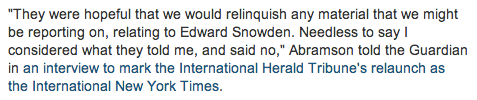 "They were hopeful that we would relinquish any material that we might
be reporting on, relating to Edward Snowden. Needless to say I
considered what they told me, and said no," Abramson told the Guardian
in an interview to mark the International Herald Tribune's relaunch as
the International New York Times.